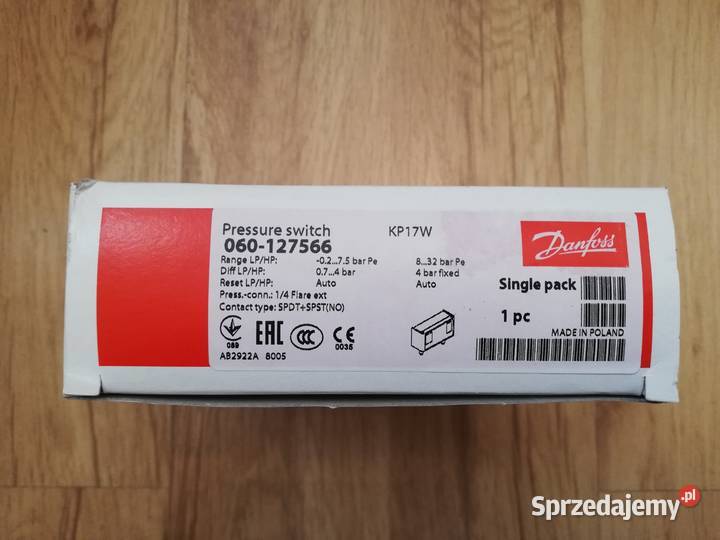 Pressure switch KP17W
060-127566
Range LP/HP: -0.2...7.5 bar Pe 8...32 bar Pe
Diff LP/HP: 0.7...4 bar 4 bar fixed
Reset LP/HP: Auto Auto
Press.-conn.: 1/4 Flare ext
Contact type: SPDT+SPST(NO)
Danfoss
Single pack
1 pc
MADE IN POLAND
089 EAC CCC CE 0035
AB2922A 8005
Sprzedajemy.pl